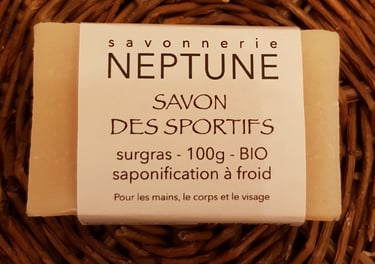 savonnerie
NEPTUNE
SAVON
DES SPORTIFS
surgras - 100g - BIO
saponification à froid
Pour les mains, le corps et le visage